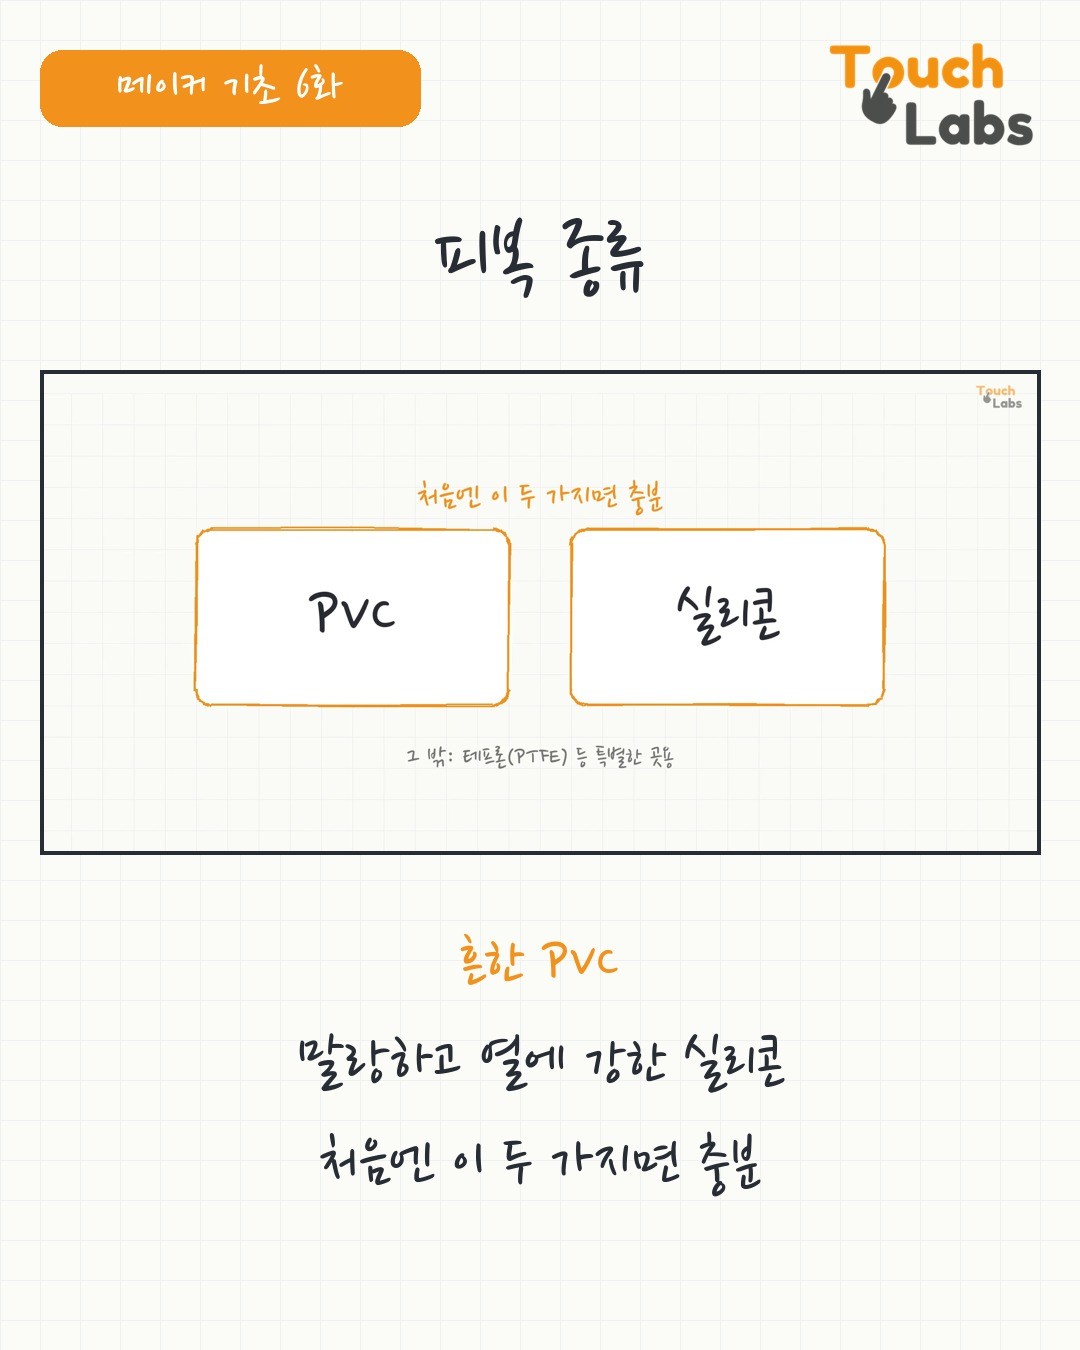 메이커 기초 6화
Touch
Labs
피복 종류
Touch
Labs
처음엔 이 두 가지면 충분
PVC
실리콘
그 밖: 테프론(PTFE) 등 특별한 곳용
흔한 PVC
말랑하고 열에 강한 실리콘
처음엔 이 두 가지면 충분